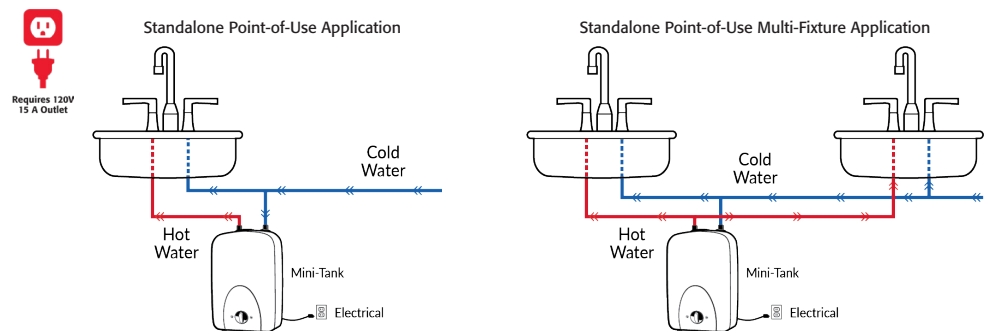 Requires 120V
15 A Outlet
Standalone Point-of-Use Application
Cold
Water
Hot
Water
Mini-Tank
Electrical
Standalone Point-of-Use Multi-Fixture Application
Cold
Water
Hot
Water
Mini-Tank
Electrical